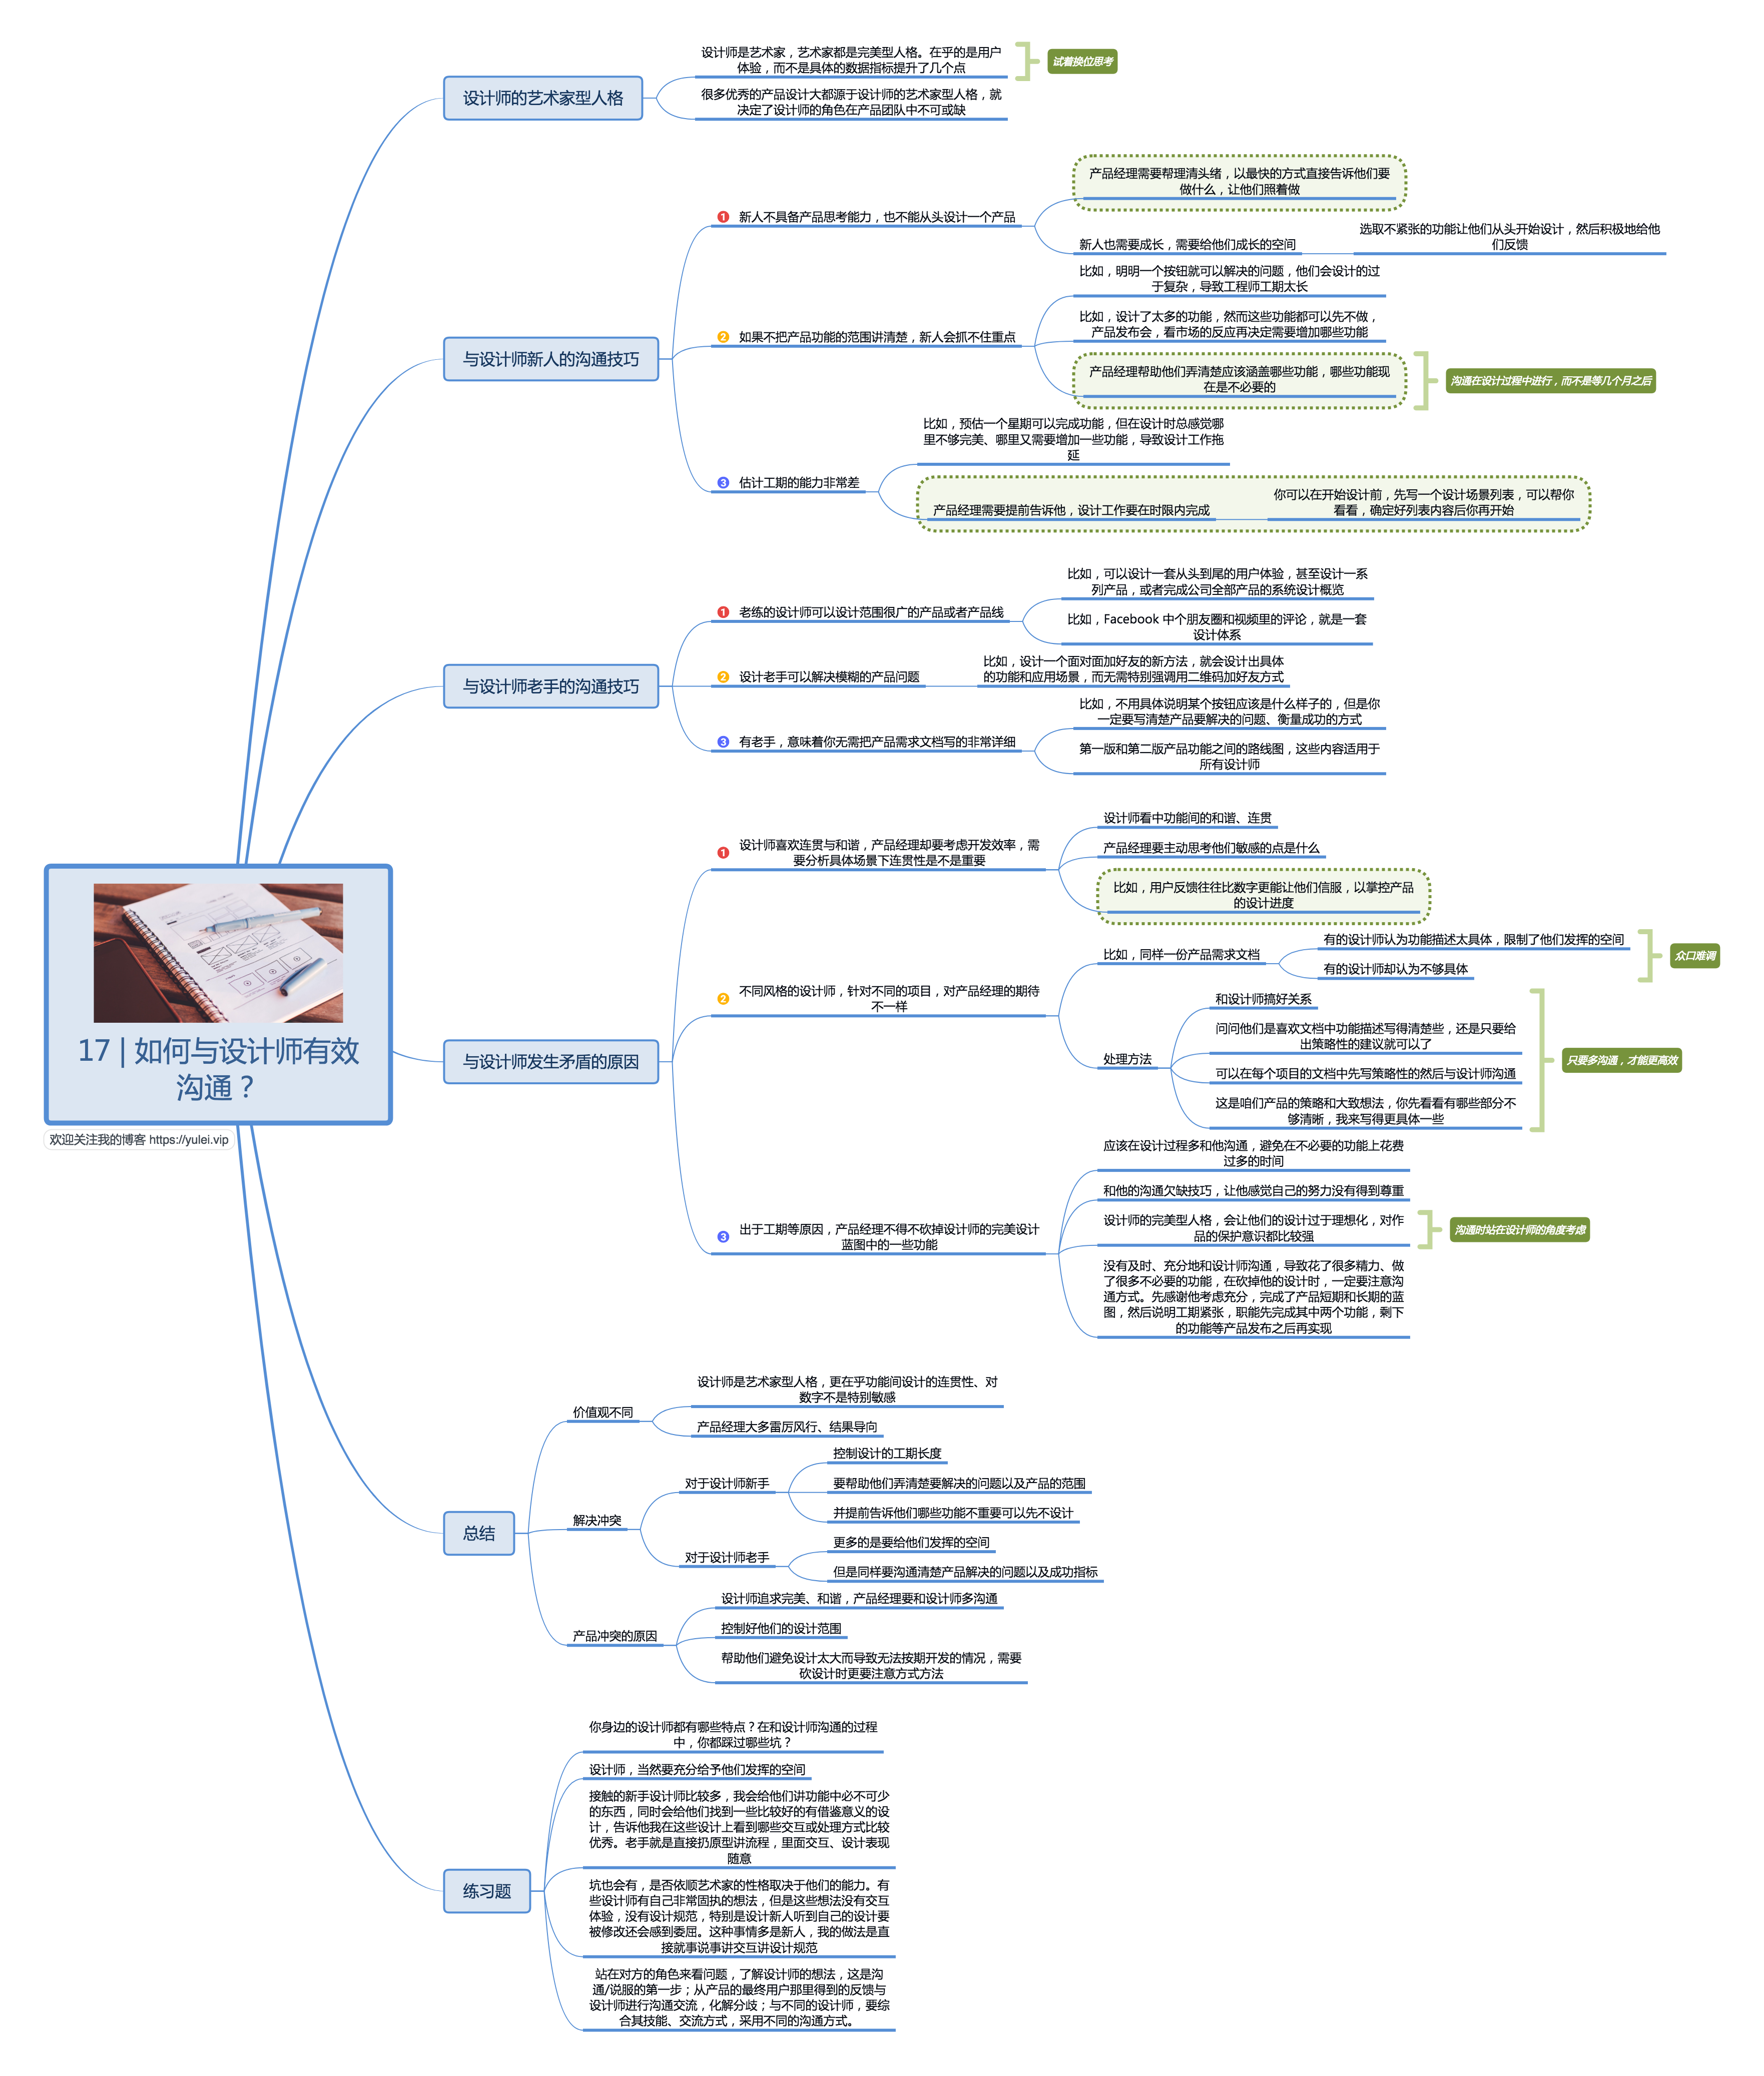 17 | 如何与设计师有效
沟通？
欢迎关注我的博客 https://yulei.vip
设计师的艺术家型人格
设计师是艺术家，艺术家都是完美型人格。在乎的是用户
体验，而不是具体的数据指标提升了几个点
试着换位思考
很多优秀的产品设计大都源于设计师的艺术家型人格，就
决定了设计师的角色在产品团队中不可或缺
与设计师新人的沟通技巧
1 新人不具备产品思考能力，也不能从头设计一个产品
产品经理需要帮理清头绪，以最快的方式直接告诉他们要
做什么，让他们照着做
新人也需要成长，需要给他们成长的空间
选取不紧张的功能让他们从头开始设计，然后积极地给他
们反馈
2 如果不把产品功能的范围讲清楚，新人会抓不住重点
比如，明明一个按钮就可以解决的问题，他们会设计的过
于复杂，导致工程师工期太长
比如，设计了太多的功能，然而这些功能都可以先不做，
产品发布会，看市场的反应再决定需要增加哪些功能
产品经理帮助他们弄清楚应该涵盖哪些功能，哪些功能现
在是不必要的
沟通在设计过程中进行，而不是等几个月之后
3 估计工期的能力非常差
比如，预估一个星期可以完成功能，但在设计时总感觉哪
里不够完美、哪里又需要增加一些功能，导致设计工作拖
延
产品经理需要提前告诉他，设计工作要在时限内完成
你可以在开始设计前，先写一个设计场景列表，可以帮你
看看，确定好列表内容后你再开始
与设计师老手的沟通技巧
1 老练的设计师可以设计范围很广的产品或者产品线
比如，可以设计一套从头到尾的用户体验，甚至设计一系
列产品，或者完成公司全部产品的系统设计概览
比如，Facebook 中个朋友圈和视频里的评论，就是一套
设计体系
2 设计老手可以解决模糊的产品问题
比如，设计一个面对面加好友的新方法，就会设计出具体
的功能和应用场景，而无需特别强调用二维码加好友方式
3 有老手，意味着你无需把产品需求文档写的非常详细
比如，不用具体说明某个按钮应该是什么样子的，但是你
一定要写清楚产品要解决的问题、衡量成功的方式
第一版和第二版产品功能之间的路线图，这些内容适用于
所有设计师
与设计师发生矛盾的原因
1 设计师喜欢连贯与和谐，产品经理却要考虑开发效率，需
要分析具体场景下连贯性是不是重要
设计师看中功能间的和谐、连贯
产品经理要主动思考他们敏感的点是什么
比如，用户反馈往往比数字更能让他们信服，以掌控产品
的设计进度
2 不同风格的设计师，针对不同的项目，对产品经理的期待
不一样
比如，同样一份产品需求文档
有的设计师认为功能描述太具体，限制了他们发挥的空间
有的设计师却认为不够具体
众口难调
处理方法
和设计师搞好关系
问问他们是喜欢文档中功能描述写得清楚些，还是只要给
出策略性的建议就可以了
可以在每个项目的文档中先写策略性的然后与设计师沟通
这是咱们产品的策略和大致想法，你先看看有哪些部分不
够清晰，我来写得更具体一些
只要多沟通，才能更高效
3 出于工期等原因，产品经理不得不砍掉设计师的完美设计
蓝图中的一些功能
应该在设计过程多和他沟通，避免在不必要的功能上花费
过多的时间
和他的沟通欠缺技巧，让他感觉自己的努力没有得到尊重
设计师的完美型人格，会让他们的设计过于理想化，对作
品的保护意识都比较强
沟通时站在设计师的角度考虑
没有及时、充分地和设计师沟通，导致花了很多精力、做
了很多不必要的功能，在砍掉他的设计时，一定要注意沟
通方式。先感谢他考虑充分，完成了产品短期和长期的蓝
图，然后说明工期紧张，职能先完成其中两个功能，剩下
的功能等产品发布之后再实现
总结
价值观不同
设计师是艺术家型人格，更在乎功能间设计的连贯性、对
数字不是特别敏感
产品经理大多雷厉风行、结果导向
解决冲突
对于设计师新手
控制设计的工期长度
要帮助他们弄清楚要解决的问题以及产品的范围
并提前告诉他们哪些功能不重要可以先不设计
对于设计师老手
更多的是要给他们发挥的空间
但是同样要沟通清楚产品解决的问题以及成功指标
产品冲突的原因
设计师追求完美、和谐，产品经理要和设计师多沟通
控制好他们的设计范围
帮助他们避免设计太大而导致无法按期开发的情况，需要
砍设计时更要注意方式方法
练习题
你身边的设计师都有哪些特点？在和设计师沟通的过程
中，你都踩过哪些坑？
设计师，当然要充分给予他们发挥的空间
接触的新手设计师比较多，我会给他们讲功能中必不可少
的东西，同时会给他们找到一些比较好的有借鉴意义的设
计，告诉他我在这些设计上看到哪些交互或处理方式比较
优秀。老手就是直接扔原型讲流程，里面交互、设计表现
随意
坑也会有，是否依顺艺术家的性格取决于他们的能力。有
些设计师有自己非常固执的想法，但是这些想法没有交互
体验，没有设计规范，特别是设计新人听到自己的设计要
被修改还会感到委屈。这种事情多是新人，我的做法是直
接就事说事讲交互讲设计规范
站在对方的角色来看问题，了解设计师的想法，这是沟
通/说服的第一步；从产品的最终用户那里得到的反馈与
设计师进行沟通交流，化解分歧；与不同的设计师，要综
合其技能、交流方式，采用不同的沟通方式。